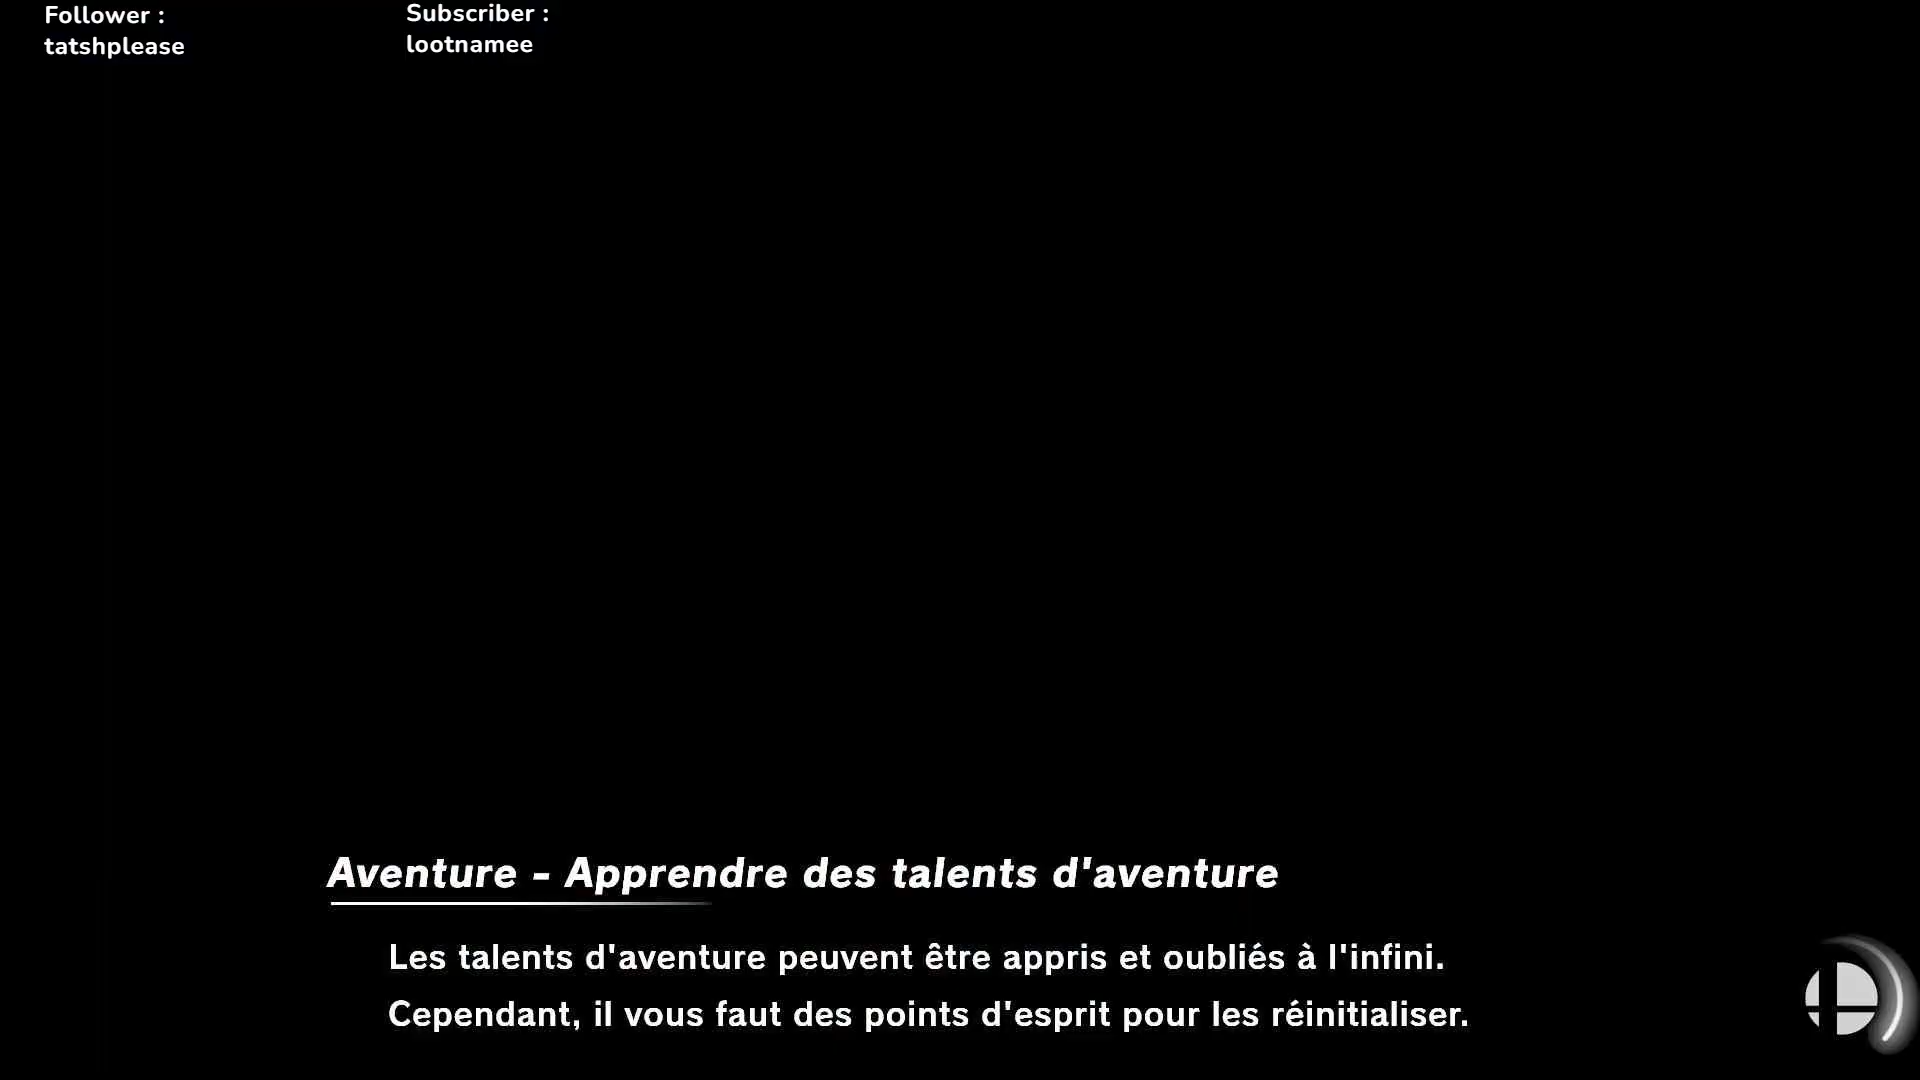 Follower :
tatshplease
Subscriber :
lootnamee
Aventure - Apprendre des talents d'aventure
Les talents d'aventure peuvent être appris et oubliés à l'infini.
Cependant, il vous faut des points d'esprit pour les réinitialiser.